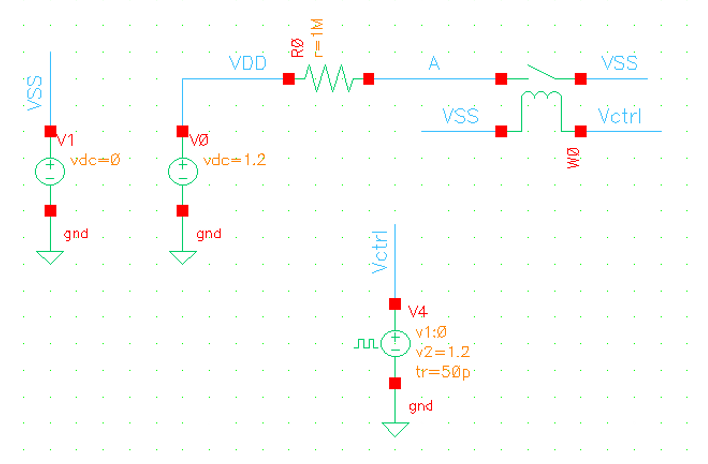 VSS
V1
vdc=0
gnd
VDD
V0
vdc=1.2
gnd
R0
r=1M
A
VSS
VSS
Vctrl
W0
Vctrl
V4
v1:0
v2=1.2
tr=50p
gnd